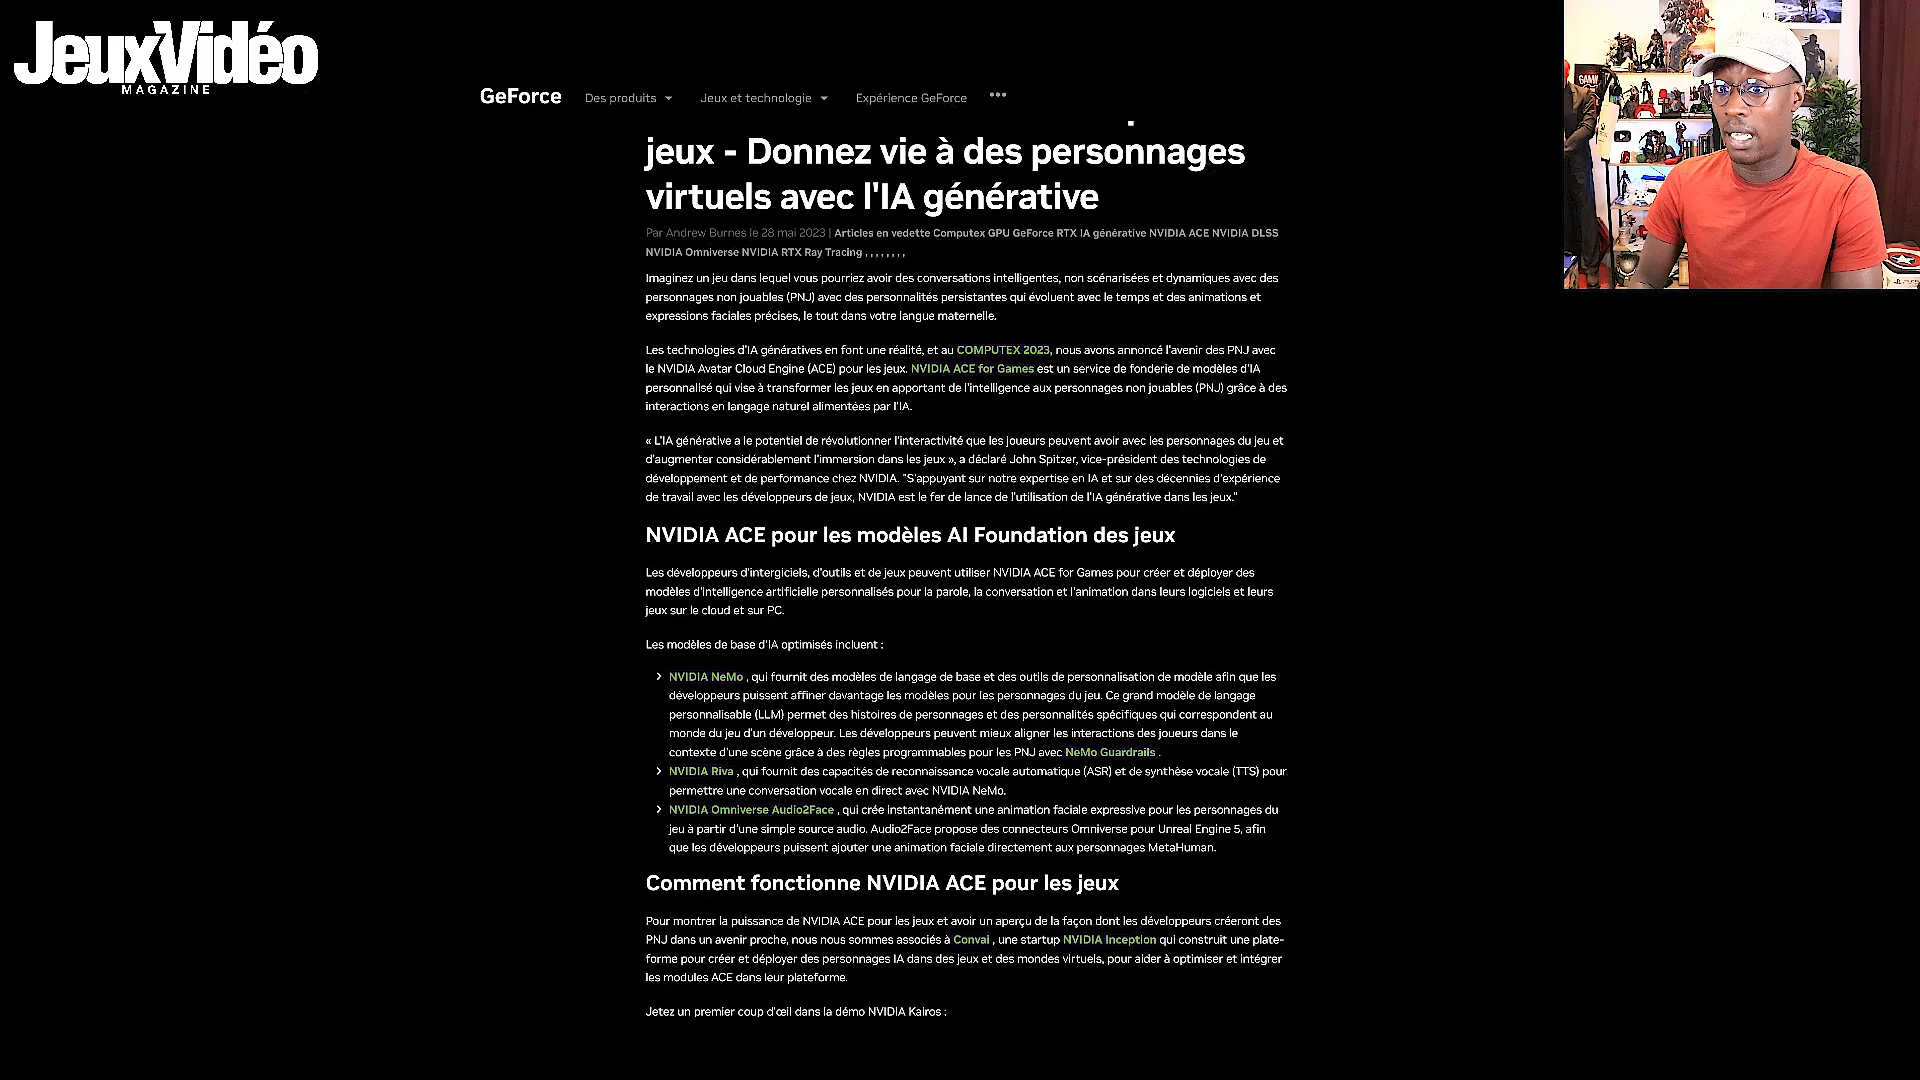 JeuxVidéo
MAGAZINE
GeForce
Des produits
Jeux et technologie
Expérience GeForce
jeux - Donnez vie à des personnages
virtuels avec l'IA générative
Par Andrew Burnes le 28 mai 2023 | Articles en vedette Computex GPU GeForce RTX IA générative NVIDIA ACE NVIDIA DLSS
NVIDIA Omniverse NVIDIA RTX Ray Tracing , , , , , , , ,
Imaginez un jeu dans lequel vous pourriez avoir des conversations intelligentes, non scénarisées et dynamiques avec des
personnages non jouables (PNJ) avec des personnalités persistantes qui évoluent avec le temps et des animations et
expressions faciales précises, le tout dans votre langue maternelle.
Les technologies d'IA génératives en font une réalité, et au COMPUTEX 2023, nous avons annoncé l'avenir des PNJ avec
le NVIDIA Avatar Cloud Engine (ACE) pour les jeux. NVIDIA ACE for Games est un service de fonderie de modèles d'IA
personnalisé qui vise à transformer les jeux en apportant de l'intelligence aux personnages non jouables (PNJ) grâce à des
interactions en langage naturel alimentées par l'IA.
« L'IA générative a le potentiel de révolutionner l'interactivité que les joueurs peuvent avoir avec les personnages du jeu et
d'augmenter considérablement l'immersion dans les jeux », a déclaré John Spitzer, vice-président des technologies de
développement et de performance chez NVIDIA. "S'appuyant sur notre expertise en IA et sur des décennies d'expérience
de travail avec les développeurs de jeux, NVIDIA est le fer de lance de l'utilisation de l'IA générative dans les jeux."
NVIDIA ACE pour les modèles AI Foundation des jeux
Les développeurs d'intergiciels, d'outils et de jeux peuvent utiliser NVIDIA ACE for Games pour créer et déployer des
modèles d'intelligence artificielle personnalisés pour la parole, la conversation et l'animation dans leurs logiciels et leurs
jeux sur le cloud et sur PC.
Les modèles de base d'IA optimisés incluent :
NVIDIA NeMo , qui fournit des modèles de langage de base et des outils de personnalisation de modèle afin que les
développeurs puissent affiner davantage les modèles pour les personnages du jeu. Ce grand modèle de langage
personnalisable (LLM) permet des histoires de personnages et des personnalités spécifiques qui correspondent au
monde du jeu d'un développeur. Les développeurs peuvent mieux aligner les interactions des joueurs dans le
contexte d'une scène grâce à des règles programmables pour les PNJ avec NeMo Guardrails .
NVIDIA Riva , qui fournit des capacités de reconnaissance vocale automatique (ASR) et de synthèse vocale (TTS) pour
permettre une conversation vocale en direct avec NVIDIA NeMo.
NVIDIA Omniverse Audio2Face , qui crée instantanément une animation faciale expressive pour les personnages du
jeu à partir d'une simple source audio. Audio2Face propose des connecteurs Omniverse pour Unreal Engine 5, afin
que les développeurs puissent ajouter une animation faciale directement aux personnages MetaHuman.
Comment fonctionne NVIDIA ACE pour les jeux
Pour montrer la puissance de NVIDIA ACE pour les jeux et avoir un aperçu de la façon dont les développeurs créeront des
PNJ dans un avenir proche, nous nous sommes associés à Convai , une startup NVIDIA Inception qui construit une plate-
forme pour créer et déployer des personnages IA dans des jeux et des mondes virtuels, pour aider à optimiser et intégrer
les modules ACE dans leur plateforme.
Jetez un premier coup d'œil dans la démo NVIDIA Kairos :